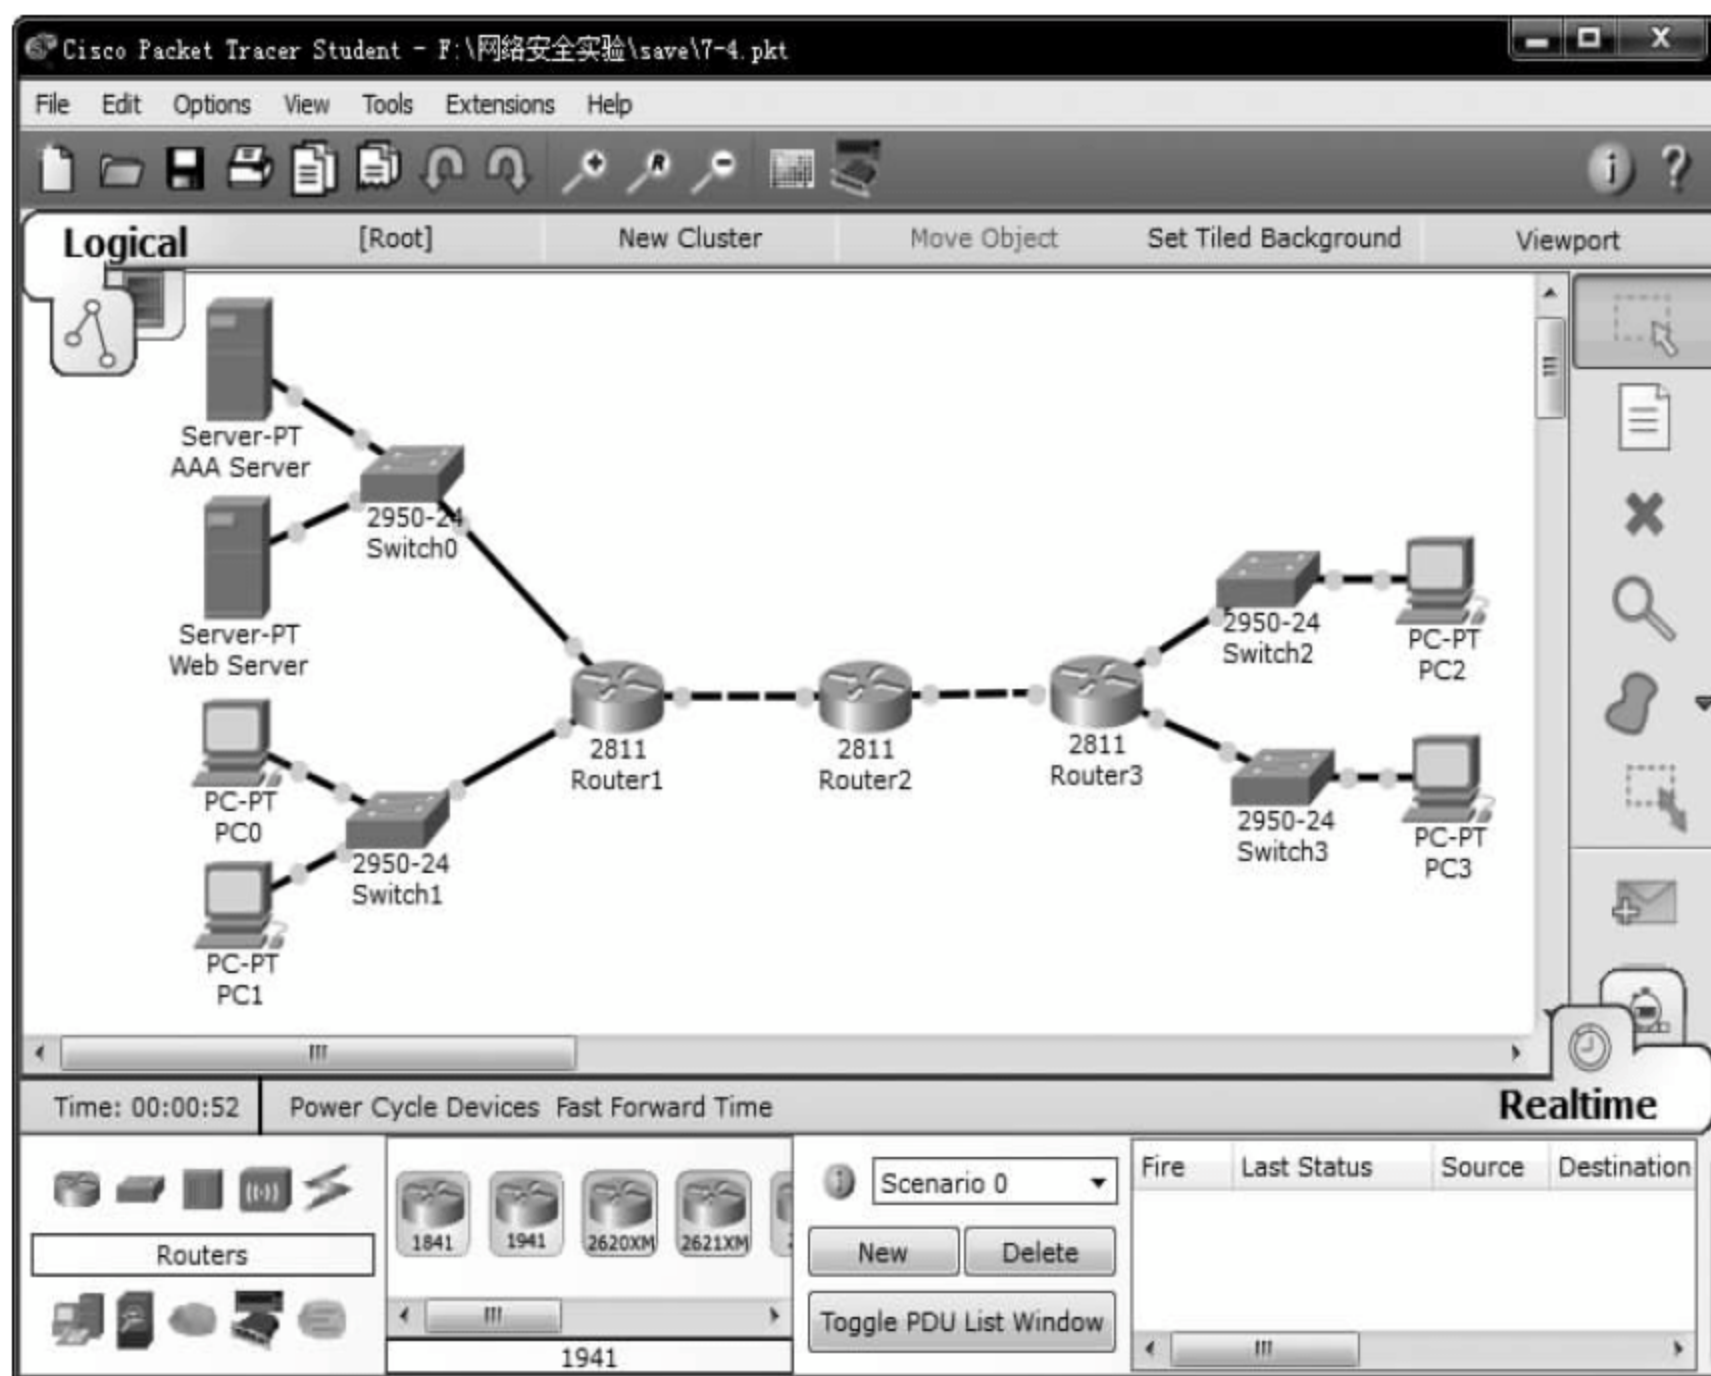 Cisco Packet Tracer Student - F:\网络安全实验\save\7-4.pkt
File Edit Options View Tools Extensions Help
Logical [Root] New Cluster Move Object Set Tiled Background Viewport
Server-PT
AAA Server
2950-24
Switch0
Server-PT
Web Server
PC-PT
PC0
2950-24
Switch1
PC-PT
PC1
2811
Router1
2811
Router2
2811
Router3
2950-24
Switch2
PC-PT
PC2
2950-24
Switch3
PC-PT
PC3
Time: 00:00:52 Power Cycle Devices Fast Forward Time Realtime
Routers
1841 1941 2620XM 2621XM
1941
Scenario 0
New Delete
Toggle PDU List Window
Fire Last Status Source Destination